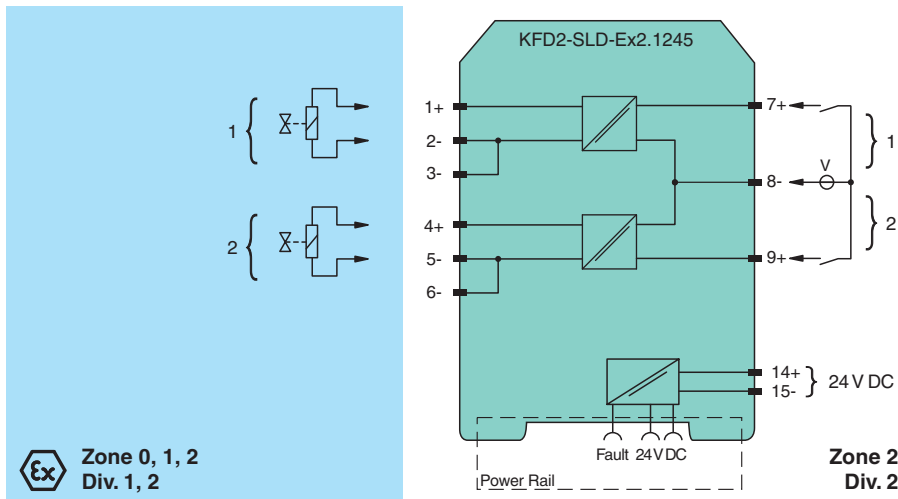 KFD2-SLD-Ex2.1245
1
2
1+
2-
3-
4+
5-
6-
7+
8-
9+
V
1
2
14+
15-
24 V DC
Fault 24 V DC
Power Rail
Ex
Zone 0, 1, 2
Div. 1, 2
Zone 2
Div. 2